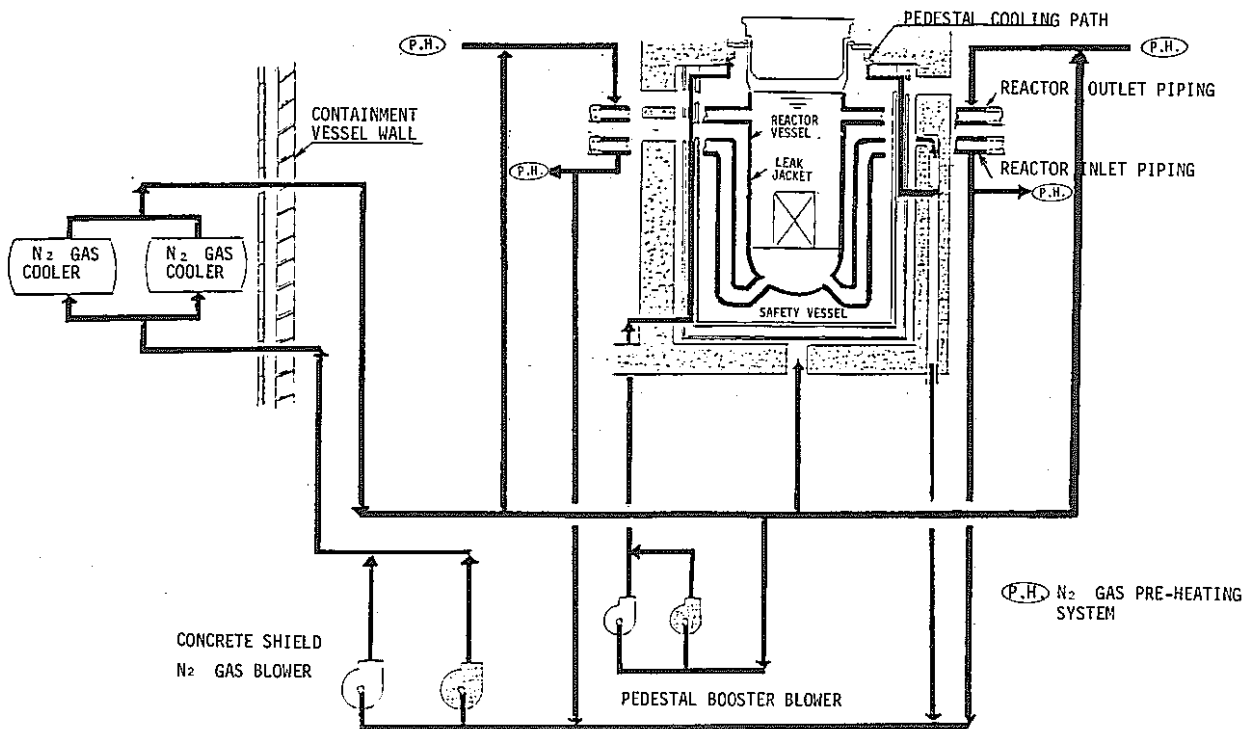 PEDESTAL COOLING PATH
P.H.
P.H.
CONTAINMENT
VESSEL WALL
REACTOR OUTLET PIPING
REACTOR
VESSEL
LEAK
JACKET
P.H.
REACTOR INLET PIPING
P.H.
N2 GAS
COOLER
N2 GAS
COOLER
SAFETY VESSEL
P.H. N2 GAS PRE-HEATING
SYSTEM
CONCRETE SHIELD
N2 GAS BLOWER
PEDESTAL BOOSTER BLOWER